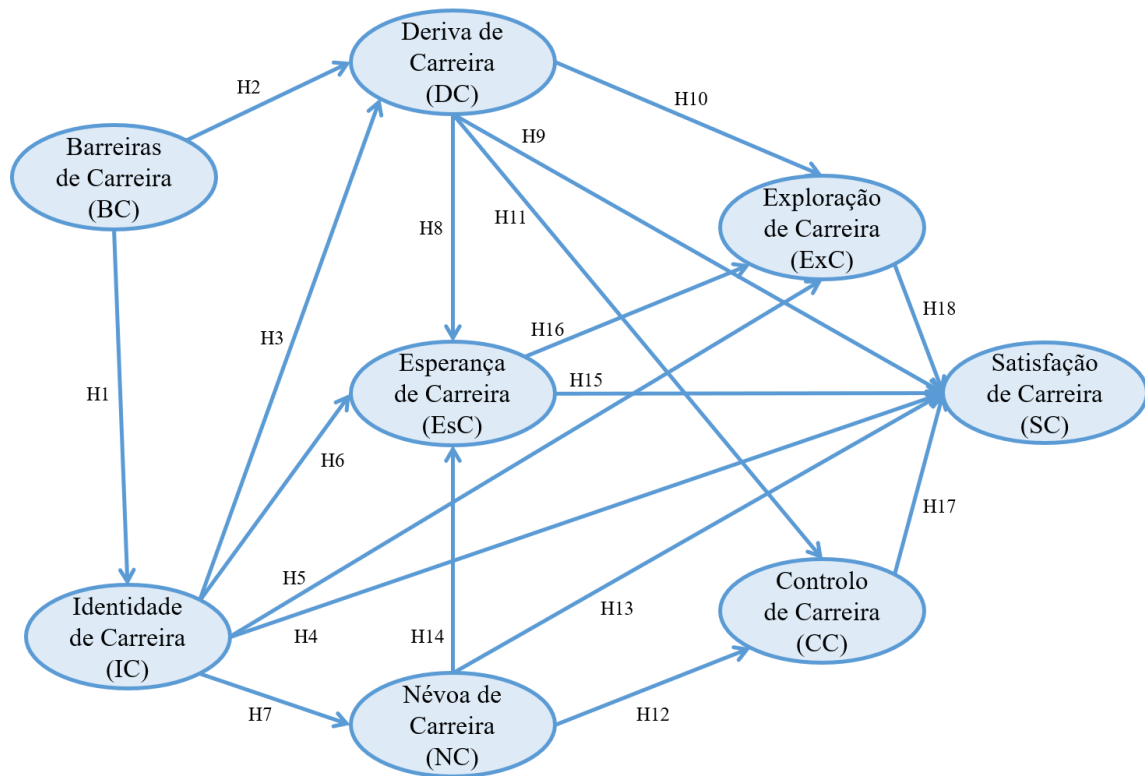 Deriva de
Carreira
(DC)
H2
H10
Barreiras
de Carreira
(BC)
H9
Exploração
de Carreira
(ExC)
H11
H8
H18
H3
H16
Esperança
de Carreira
(EsC)
H15
Satisfação
de Carreira
(SC)
H1
H6
H17
H5
Controlo
de Carreira
(CC)
Identidade
de Carreira
(IC)
H4
H14
H13
H7
Névoa de
Carreira
(NC)
H12